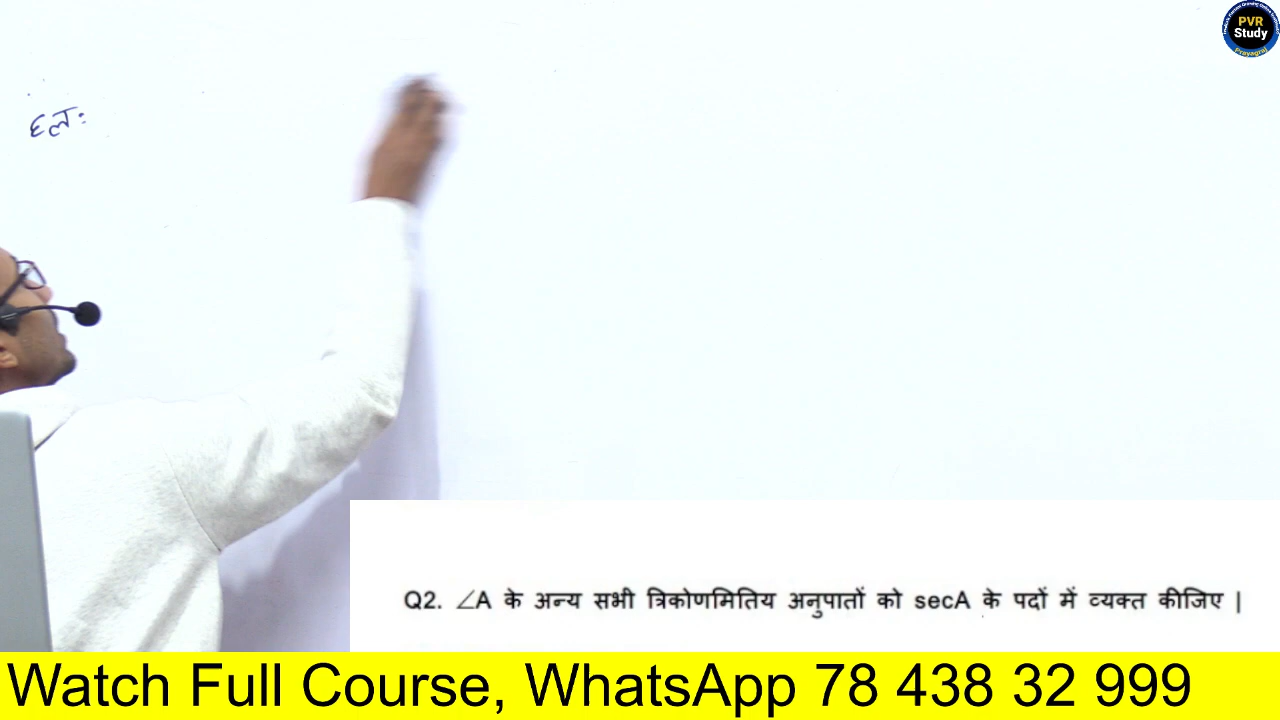 PVR
Study
Prayagraj
हल:
Q2. ∠A के अन्य सभी त्रिकोणमितिय अनुपातों को secA के पदों में व्यक्त कीजिए |
Watch Full Course, WhatsApp 78 438 32 999